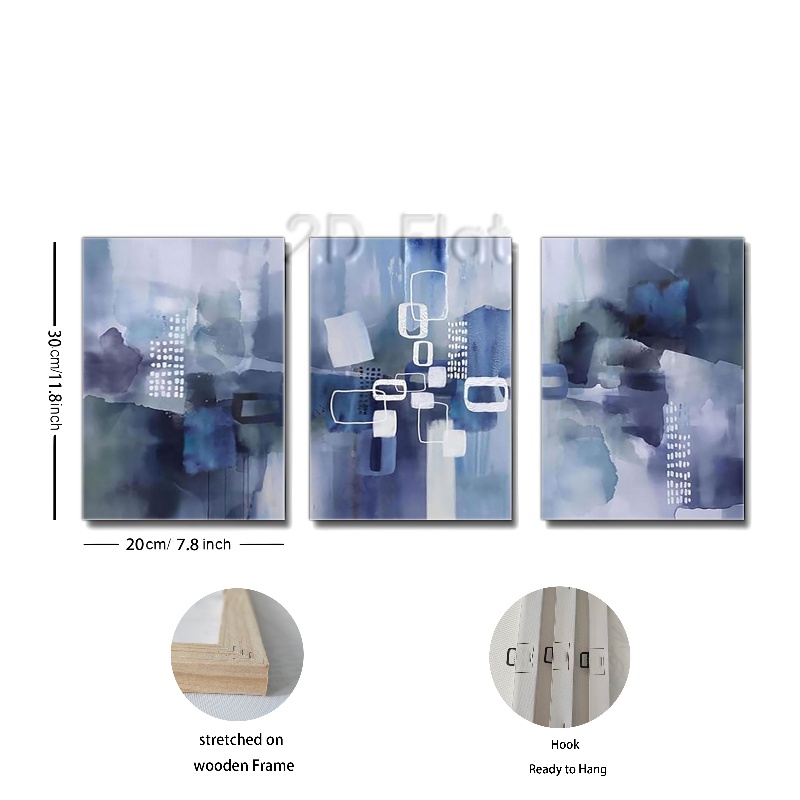 2D Flat
30cm/11.8inch
20cm/ 7.8 inch
stretched on
wooden Frame
Hook
Ready to Hang